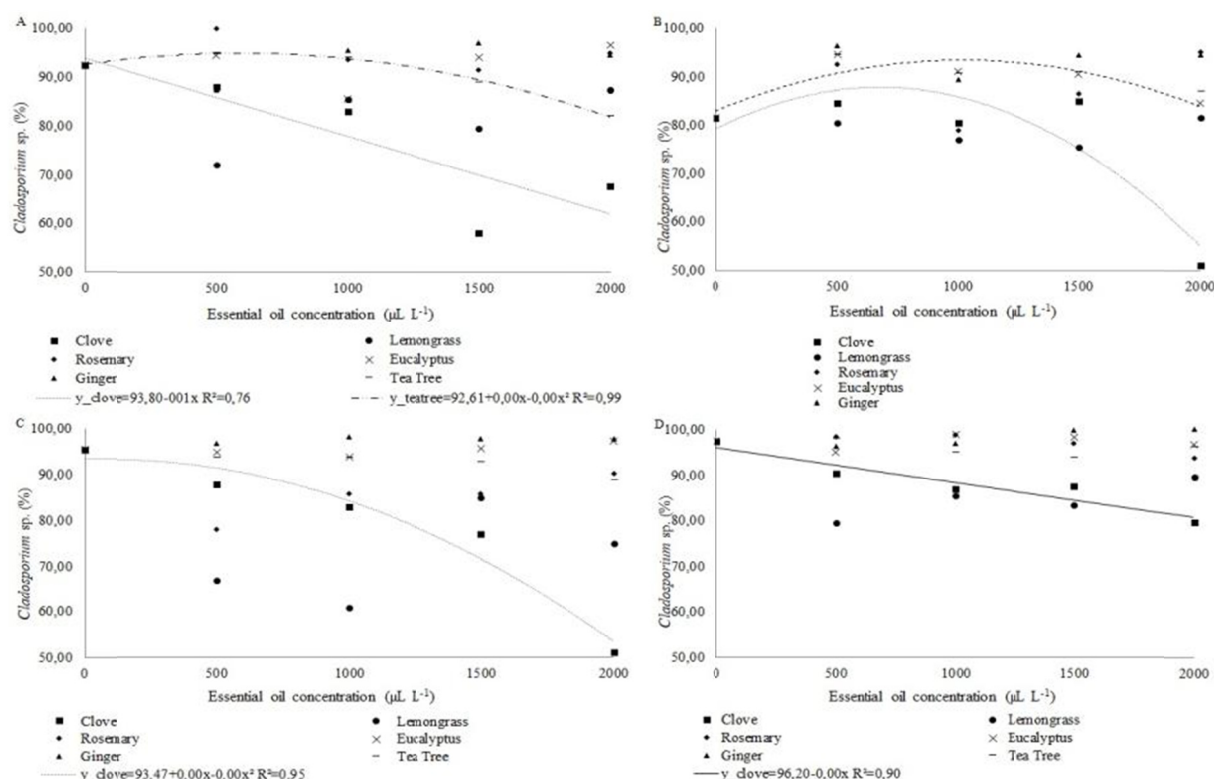 A
Cladosporium sp. (%)
100,00
90,00
80,00
70,00
60,00
50,00
0
500
1000
1500
2000
Essential oil concentration (µL L⁻¹)
Clove
Lemongrass
Rosemary
Eucalyptus
Ginger
Tea Tree
y_clove=93,80-001x R²=0,76
y_teatree=92,61+0,00x-0,00x² R²=0,99
B
Cladosporium sp. (%)
100,00
90,00
80,00
70,00
60,00
50,00
0
500
1000
1500
2000
Essential oil concentration (µL L⁻¹)
Clove
Lemongrass
Rosemary
Eucalyptus
Ginger
C
Cladosporium sp. (%)
100,00
90,00
80,00
70,00
60,00
50,00
0
500
1000
1500
2000
Essential oil concentration (µL L⁻¹)
Clove
Lemongrass
Rosemary
Eucalyptus
Ginger
Tea Tree
y_clove=93,47+0,00x-0,00x² R²=0,95
D
Cladosporium sp. (%)
100,00
90,00
80,00
70,00
60,00
50,00
0
500
1000
1500
2000
Essential oil concentration (µL L⁻¹)
Clove
Lemongrass
Rosemary
Eucalyptus
Ginger
Tea Tree
y_clove=96,20-0,00x R²=0,90